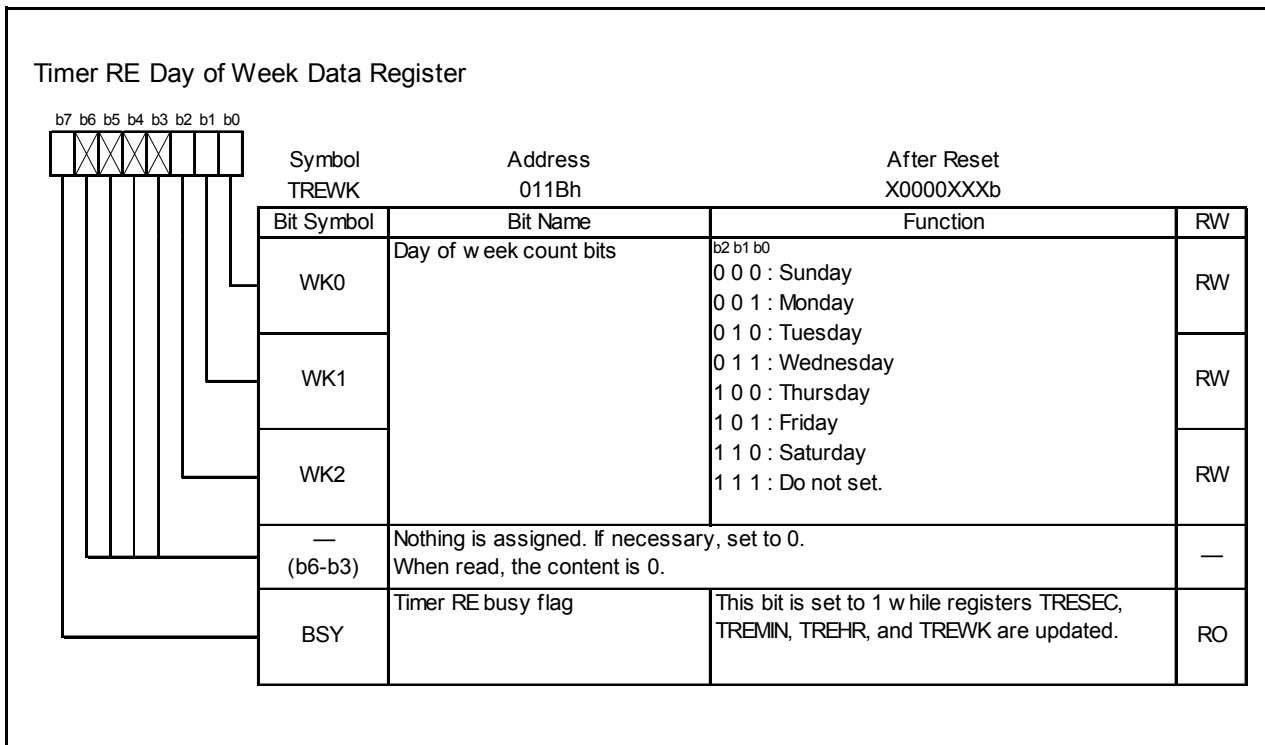 Timer RE Day of Week Data Register
b7 b6 b5 b4 b3 b2 b1 b0
Symbol Address After Reset
TREWK 011Bh X0000XXXb
Bit Symbol Bit Name Function RW
WK0 Day of week count bits b2 b1 b0 RW
0 0 0 : Sunday
0 0 1 : Monday
0 1 0 : Tuesday
WK1 0 1 1 : Wednesday RW
1 0 0 : Thursday
1 0 1 : Friday
WK2 1 1 0 : Saturday RW
1 1 1 : Do not set.
— Nothing is assigned. If necessary, set to 0. —
(b6-b3) When read, the content is 0.
BSY Timer RE busy flag This bit is set to 1 while registers TRESEC, RO
TREMIN, TREHR, and TREWK are updated.